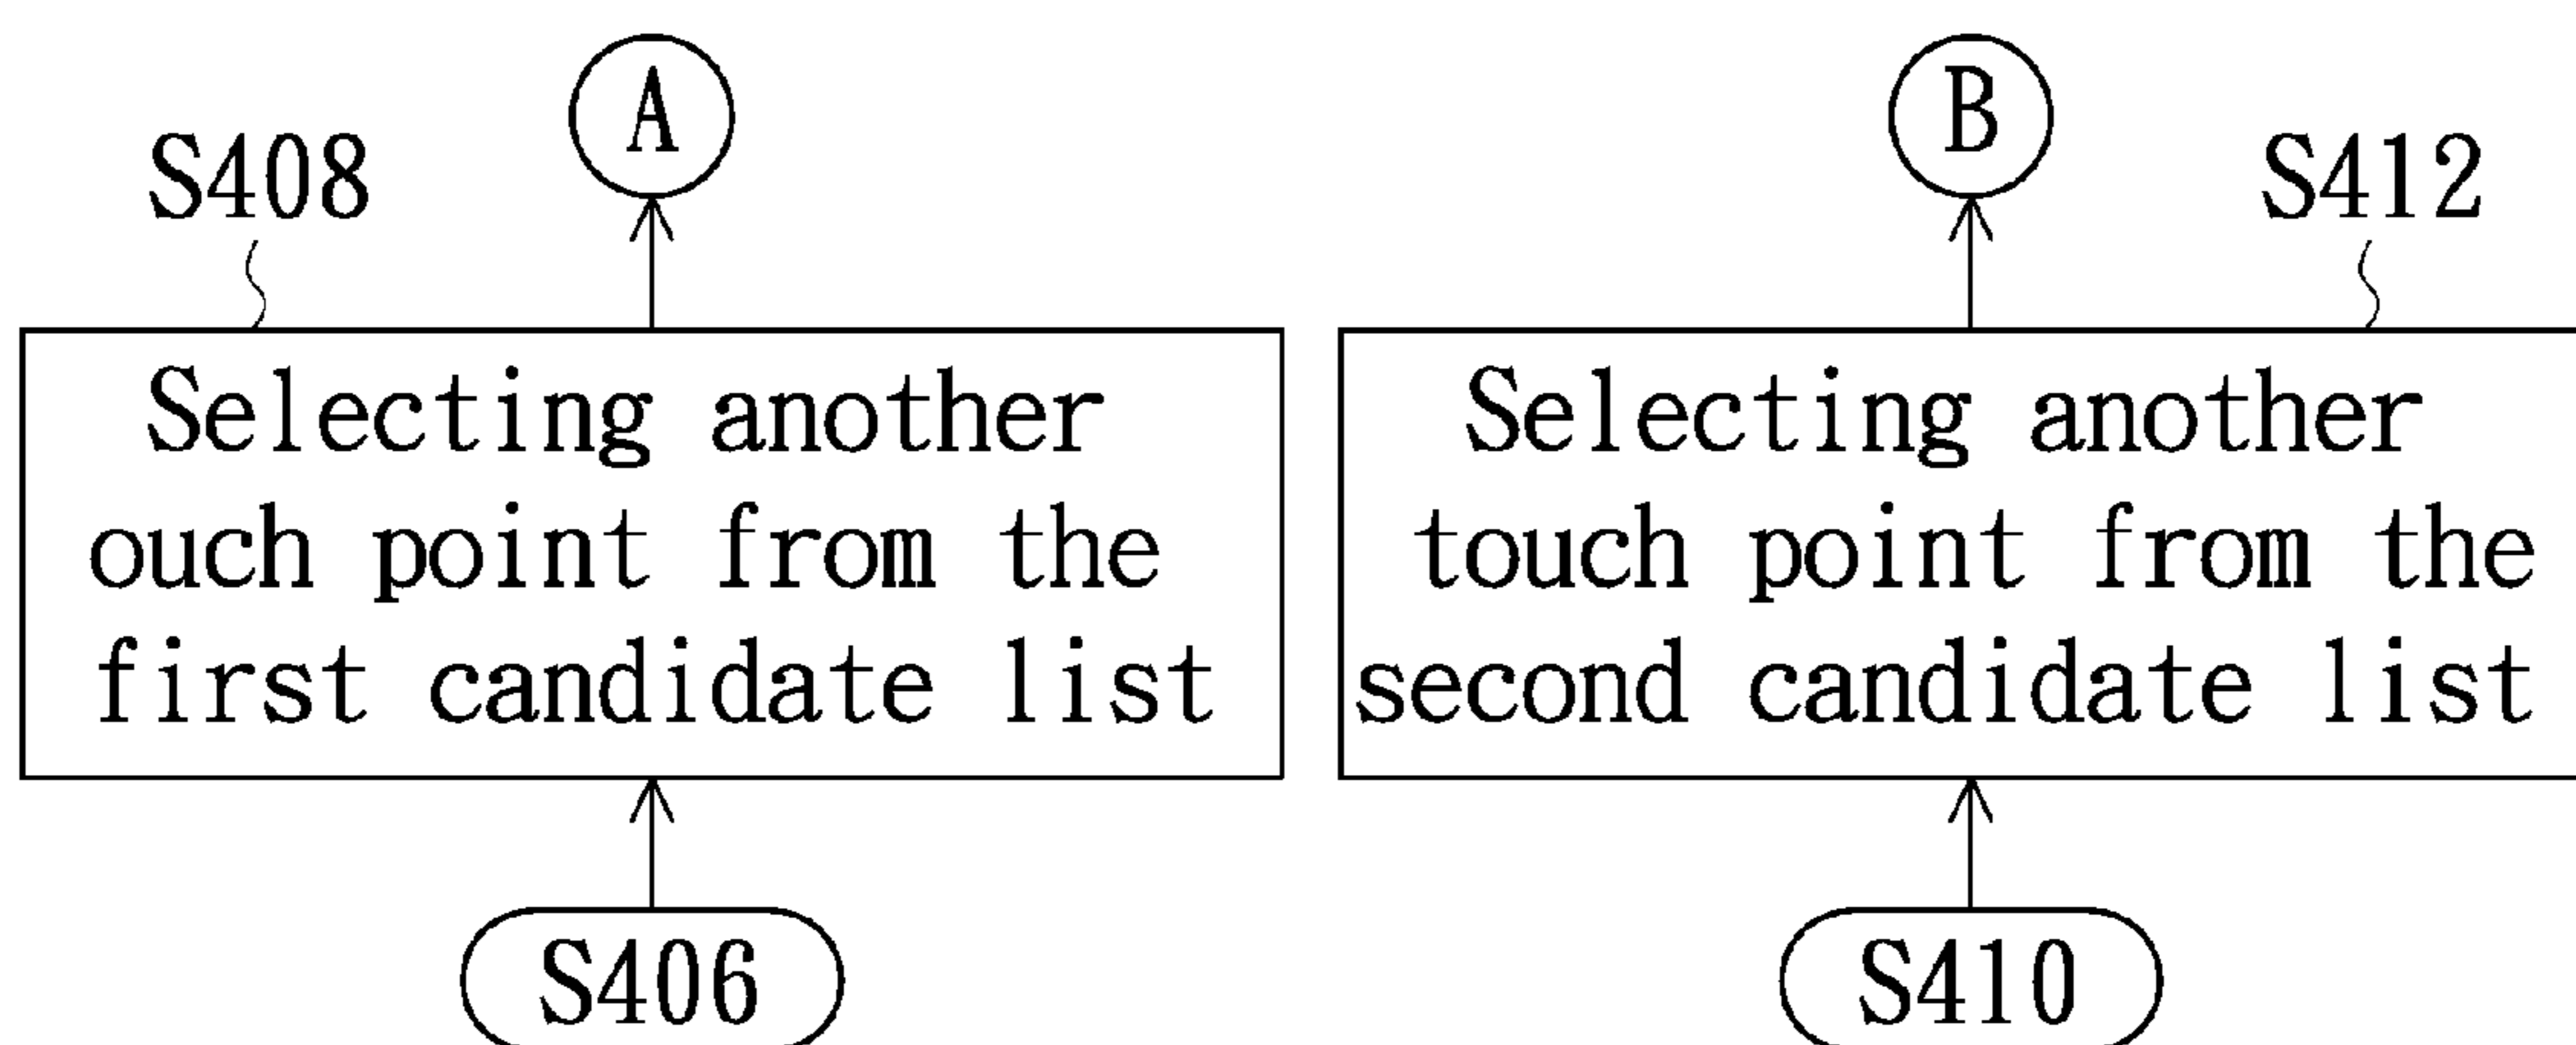 A
S408
Selecting another
ouch point from the
first candidate list
S406
B
S412
Selecting another
touch point from the
second candidate list
S410